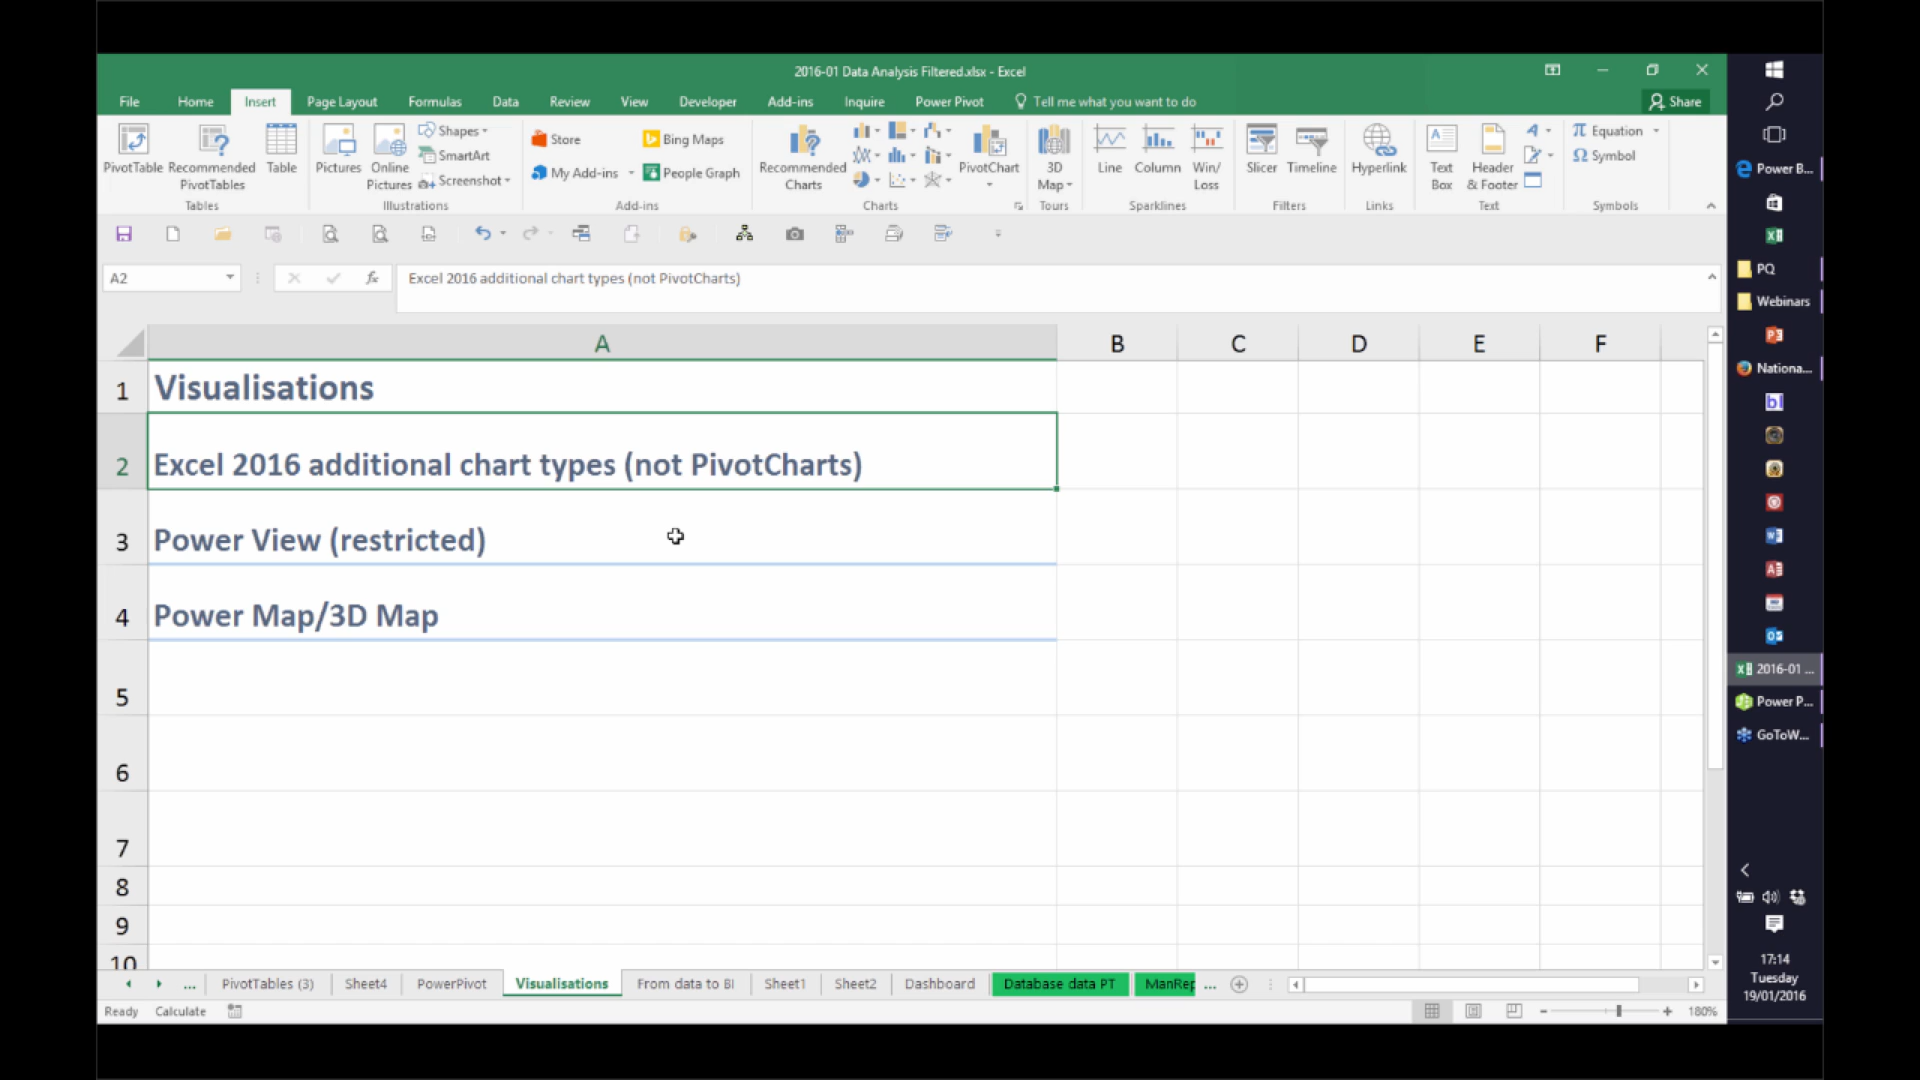 2016-01 Data Analysis Filtered.xlsx - Excel
File Home Insert Page Layout Formulas Data Review View Developer Add-ins Inquire Power Pivot Tell me what you want to do Share
PivotTable Recommended PivotTables Table Pictures Online Pictures Shapes SmartArt Screenshot Store My Add-ins Bing Maps People Graph Recommended Charts PivotChart 3D Map Line Column Win/Loss Slicer Timeline Hyperlink Text Box Header & Footer Equation Symbol
Tables Illustrations Add-ins Charts Tours Sparklines Filters Links Text Symbols
A2 fx Excel 2016 additional chart types (not PivotCharts)
A B C D E F
1 Visualisations
2 Excel 2016 additional chart types (not PivotCharts)
3 Power View (restricted)
4 Power Map/3D Map
5
6
7
8
9
10
... PivotTables (3) Sheet4 PowerPivot Visualisations From data to BI Sheet1 Sheet2 Dashboard Database data PT ManRep ...
Ready Calculate 180%
Power B...
PQ
Webinars
Nationa...
2016-01 ...
Power P...
GoToW...
17:14
Tuesday
19/01/2016